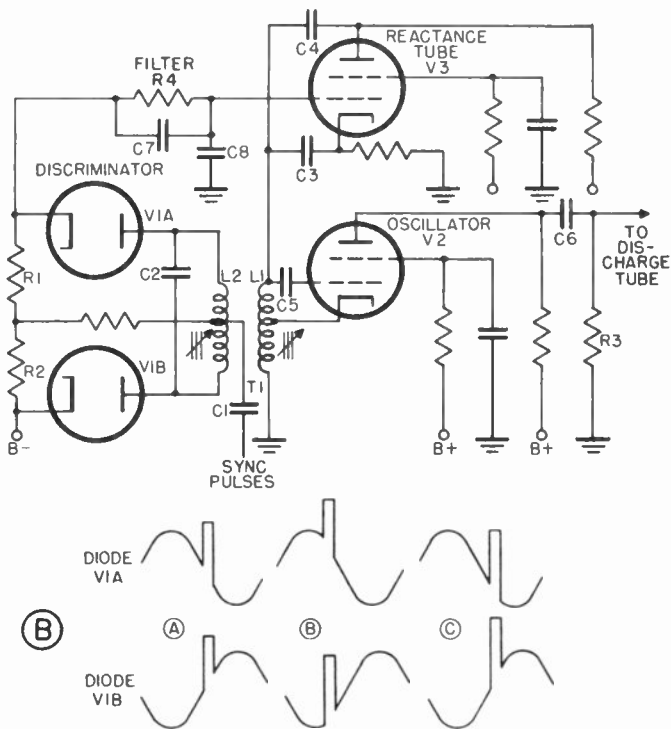 C4
REACTANCE
TUBE
V3
FILTER
R4
C7
C8
C3
DISCRIMINATOR
V1A
OSCILLATOR
V2
C6
TO
DIS-
CHARGE
TUBE
R1
C2
L2
L1
C5
R2
R3
V1B
T1
C1
B-
SYNC
PULSES
B+
B+
DIODE
V1A
B
A
B
C
DIODE
V1B